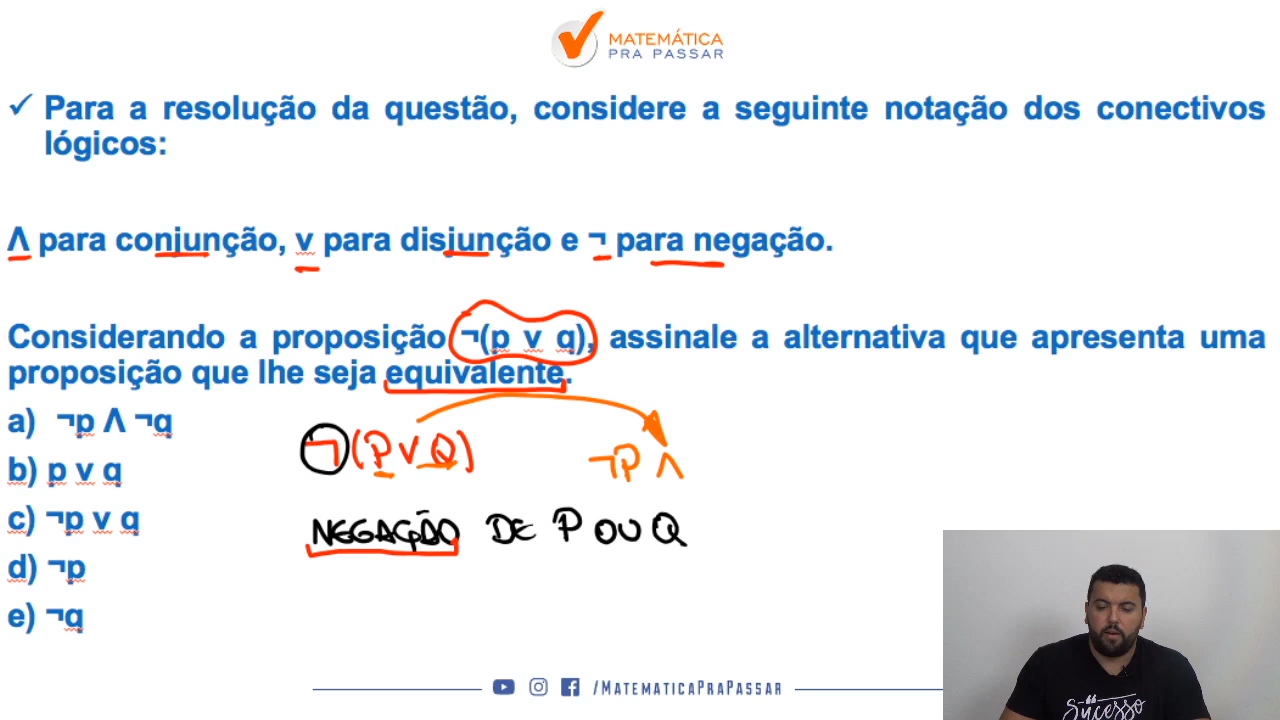 MATEMÁTICA
PRA PASSAR
✓ Para a resolução da questão, considere a seguinte notação dos conectivos
lógicos:
Λ para conjunção, v para disjunção e ¬ para negação.
Considerando a proposição ¬(p v q), assinale a alternativa que apresenta uma
proposição que lhe seja equivalente.
a) ¬p Λ ¬q
b) p v q
c) ¬p v q
d) ¬p
e) ¬q
¬(P V Q)
¬P Λ
NEGAÇÃO DE P OU Q
/MatematicaPraPassar
Sucesso